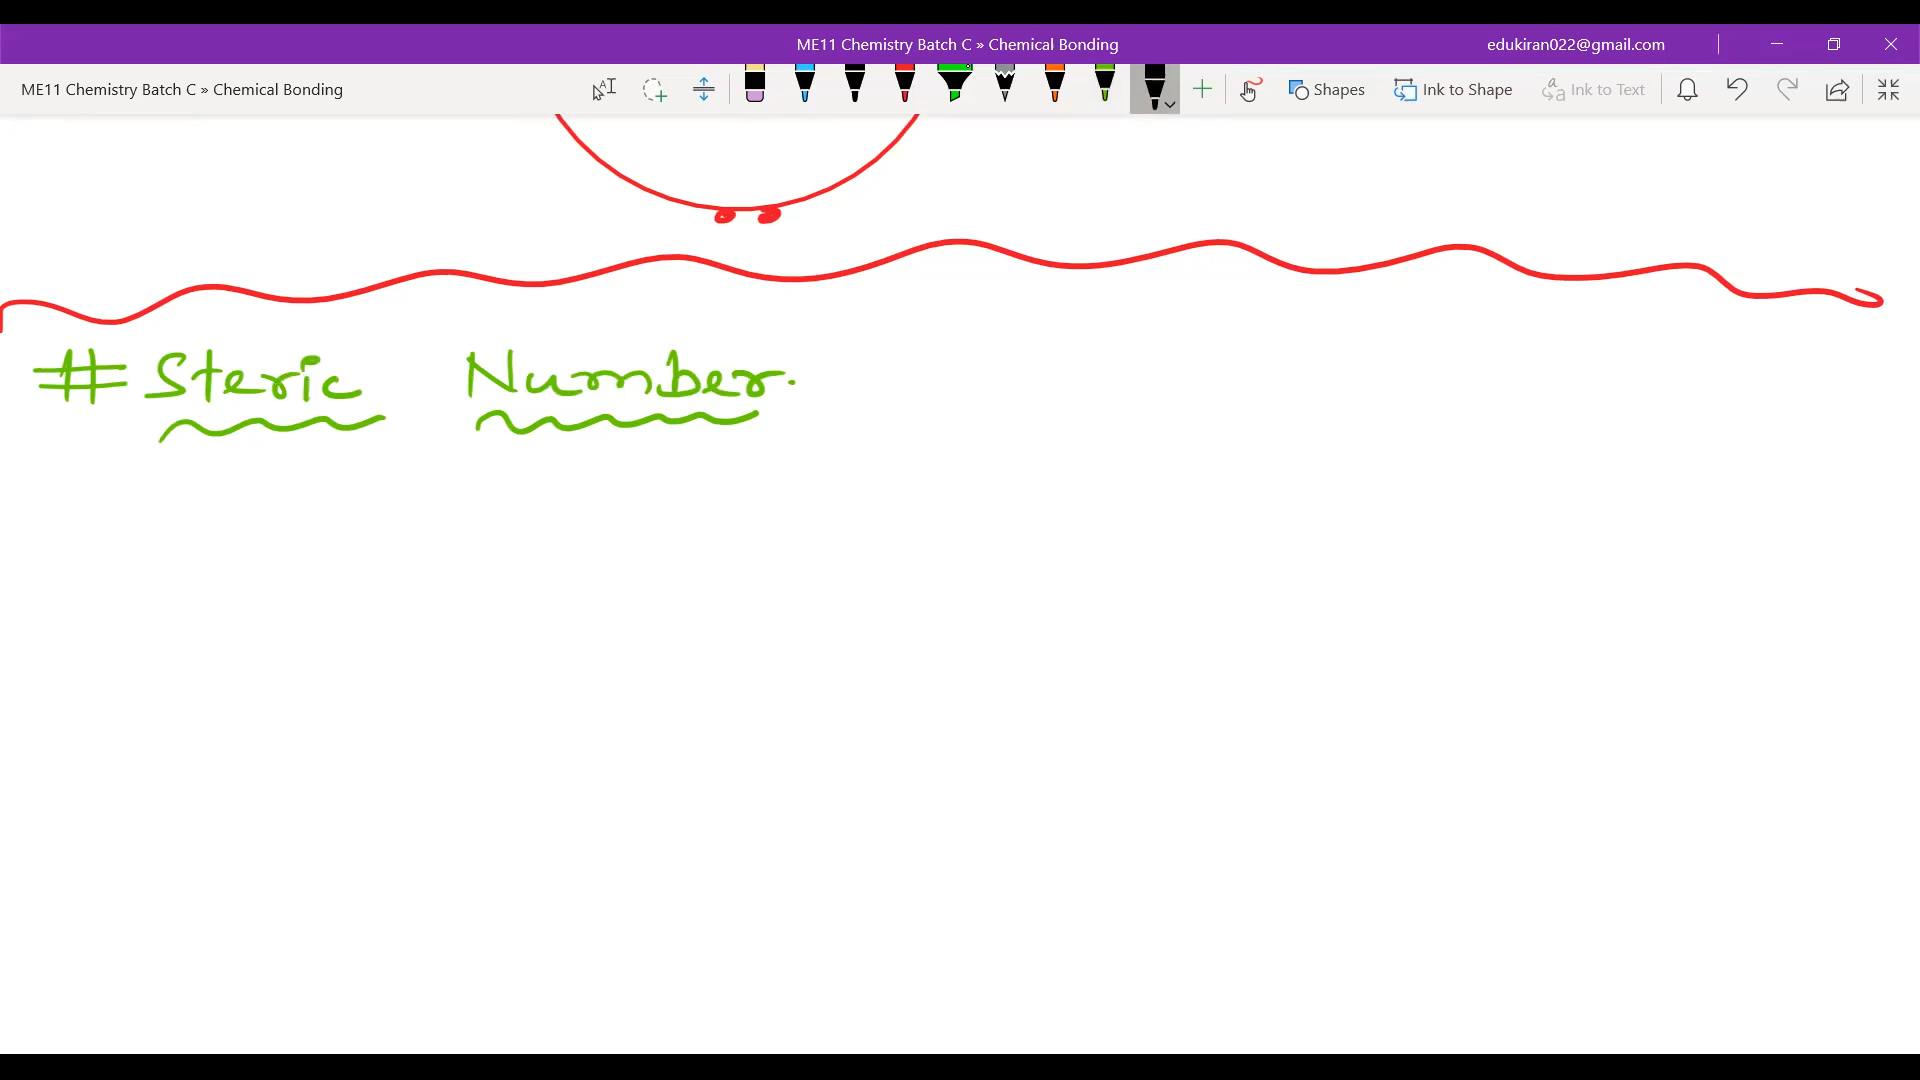 ME11 Chemistry Batch C » Chemical Bonding edukiran022@gmail.com
ME11 Chemistry Batch C » Chemical Bonding Shapes Ink to Shape Ink to Text
# Steric Number.